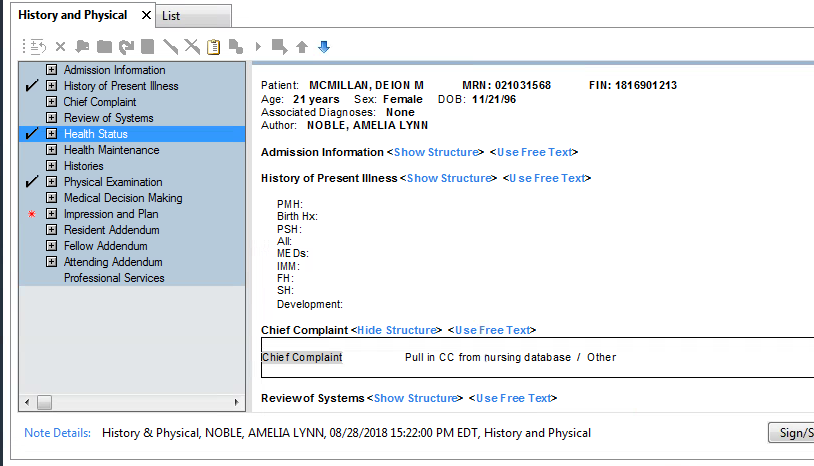 History and Physical
List
Admission Information
History of Present Illness
Chief Complaint
Review of Systems
Health Status
Health Maintenance
Histories
Physical Examination
Medical Decision Making
Impression and Plan
Resident Addendum
Fellow Addendum
Attending Addendum
Professional Services
Patient: MCMILLAN, DEION M MRN: 021031568 FIN: 1816901213
Age: 21 years Sex: Female DOB: 11/21/96
Associated Diagnoses: None
Author: NOBLE, AMELIA LYNN
Admission Information <Show Structure> <Use Free Text>
History of Present Illness <Show Structure> <Use Free Text>
PMH:
Birth Hx:
PSH:
All:
MEDs:
IMM:
FH:
SH:
Development:
Chief Complaint <Hide Structure> <Use Free Text>
Chief Complaint Pull in CC from nursing database / Other
Review of Systems <Show Structure> <Use Free Text>
Note Details: History & Physical, NOBLE, AMELIA LYNN, 08/28/2018 15:22:00 PM EDT, History and Physical
Sign/S